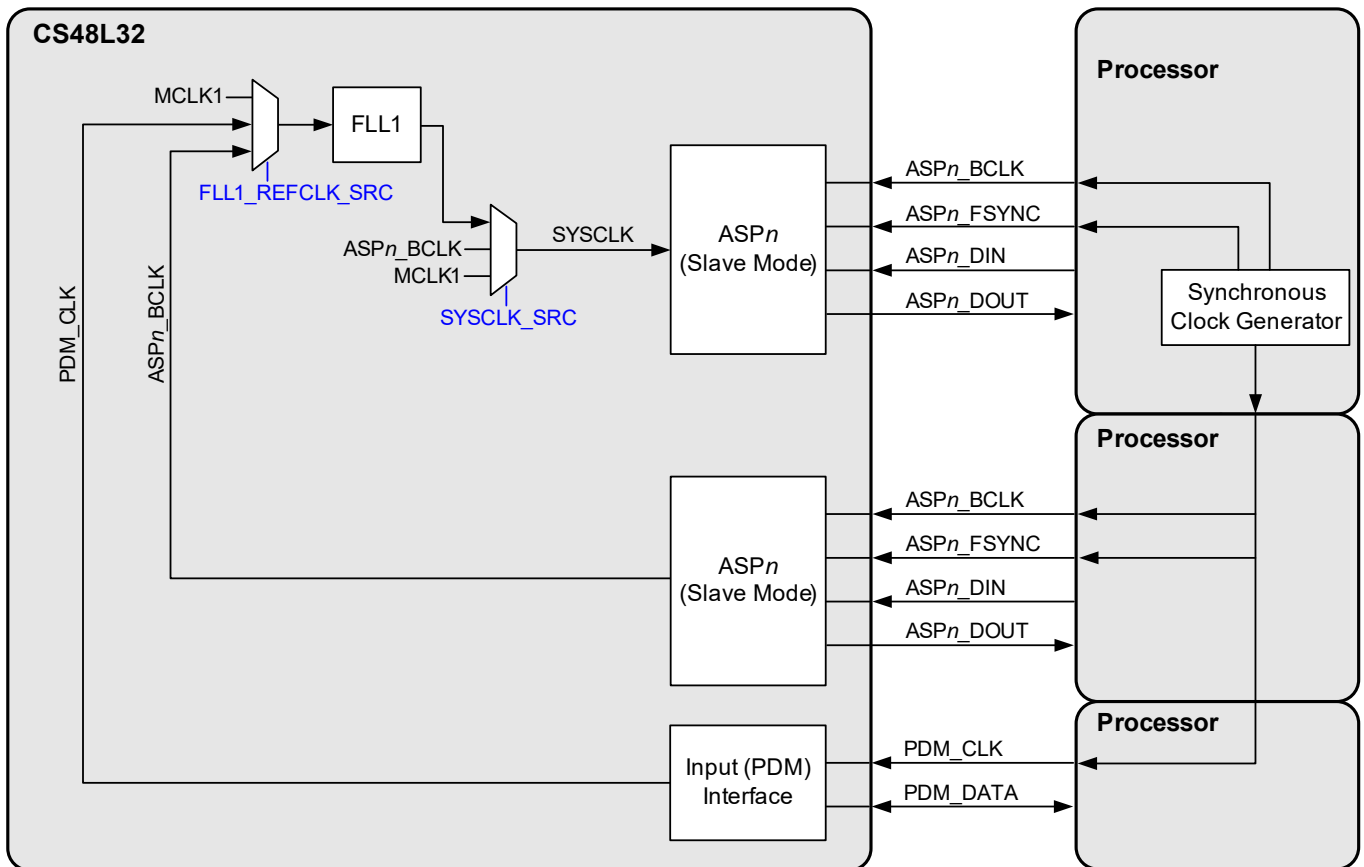 CS48L32
MCLK1
FLL1
FLL1_REFCLK_SRC
PDM_CLK
ASPn_BCLK
ASPn_BCLK
MCLK1
SYSCLK_SRC
SYSCLK
ASPn
(Slave Mode)
ASPn_BCLK
ASPn_FSYNC
ASPn_DIN
ASPn_DOUT
Processor
Synchronous
Clock Generator
ASPn
(Slave Mode)
ASPn_BCLK
ASPn_FSYNC
ASPn_DIN
ASPn_DOUT
Processor
Input (PDM)
Interface
PDM_CLK
PDM_DATA
Processor